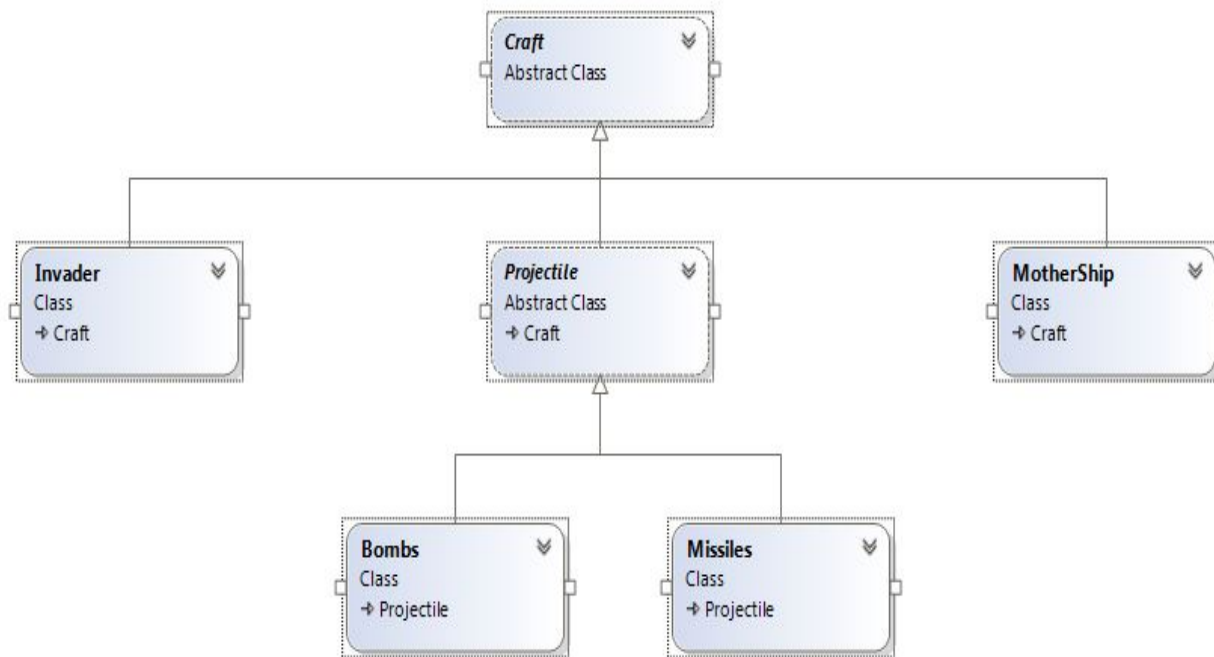 Craft
Abstract Class
Invader
Class
Craft
Projectile
Abstract Class
Craft
MotherShip
Class
Craft
Bombs
Class
Projectile
Missiles
Class
Projectile